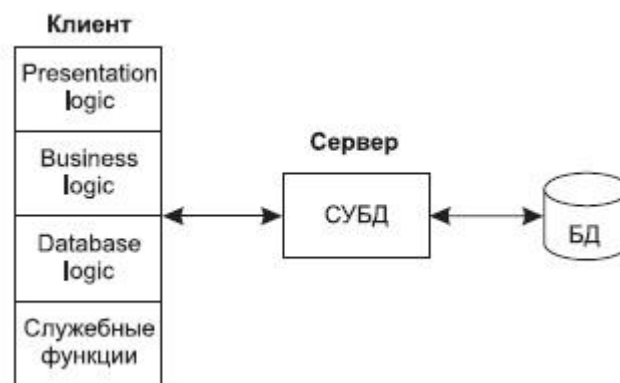 Клиент
Presentation
logic
Business
logic
Database
logic
Служебные
функции
Сервер
СУБД
БД